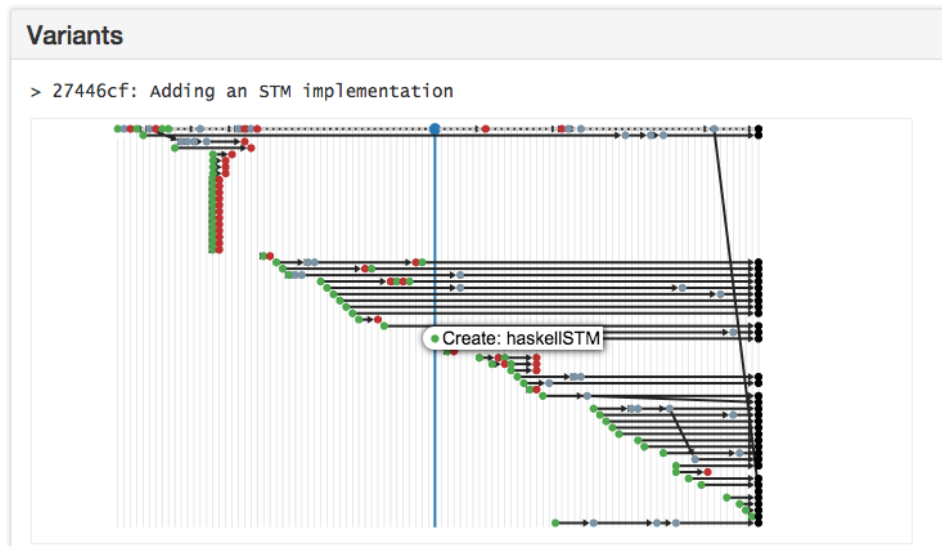 Variants
> 27446cf: Adding an STM implementation
Create: haskellSTM